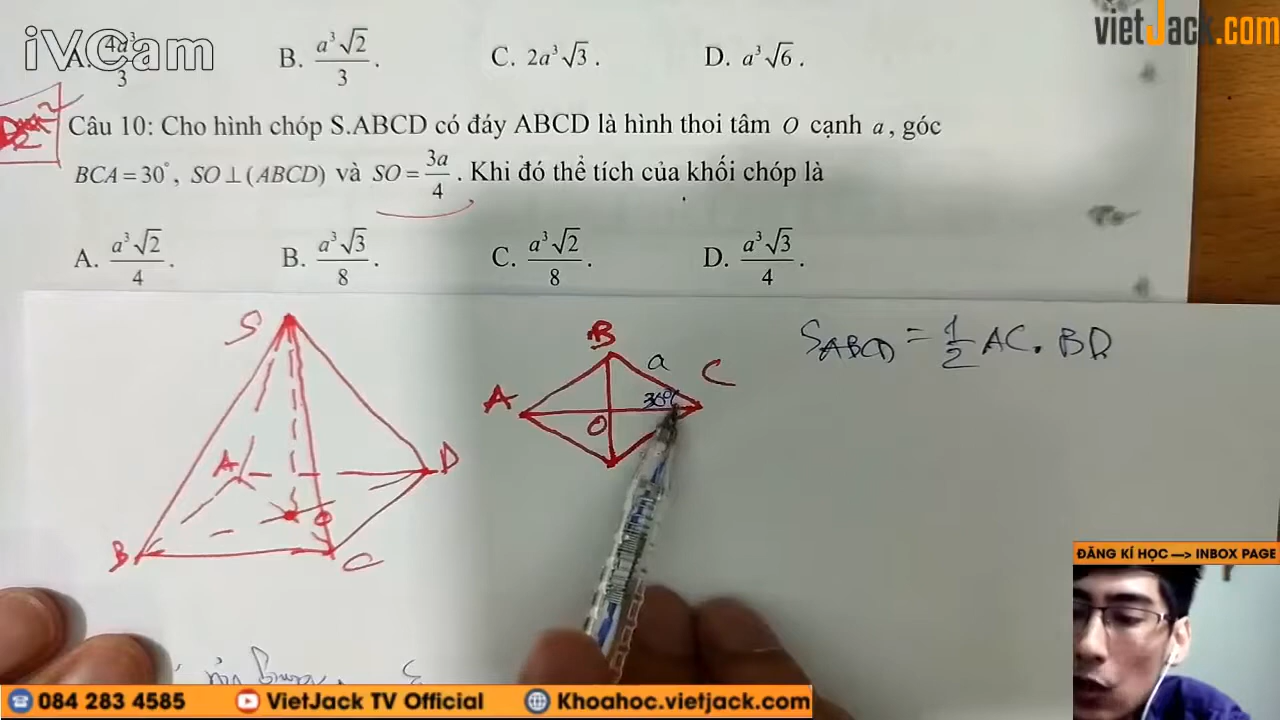 vietJack.com
iVCam
A. 4a³/3 B. a³√2/3 . C. 2a³√3 . D. a³√6 .
Câu 10: Cho hình chóp S.ABCD có đáy ABCD là hình thoi tâm O cạnh a, góc
BCA = 30°, SO ⊥ (ABCD) và SO = 3a/4 . Khi đó thể tích của khối chóp là
A. a³√2/4 . B. a³√3/8 . C. a³√2/8 . D. a³√3/4 .
S
A
D
B
O
C
B
a
C
A
30°
O
S_ABCD = 1/2 AC. BD
ĐĂNG KÍ HỌC —> INBOX PAGE
084 283 4585 VietJack TV Official Khoahoc.vietjack.com